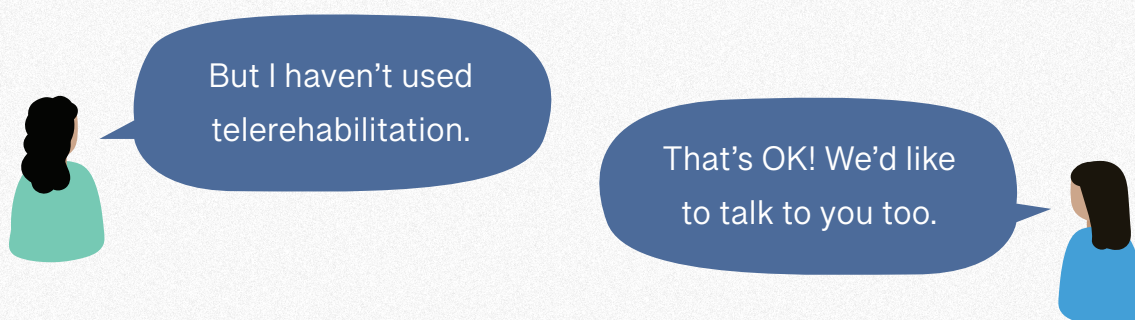 But I haven’t used
telerehabilitation.
That’s OK! We’d like
to talk to you too.